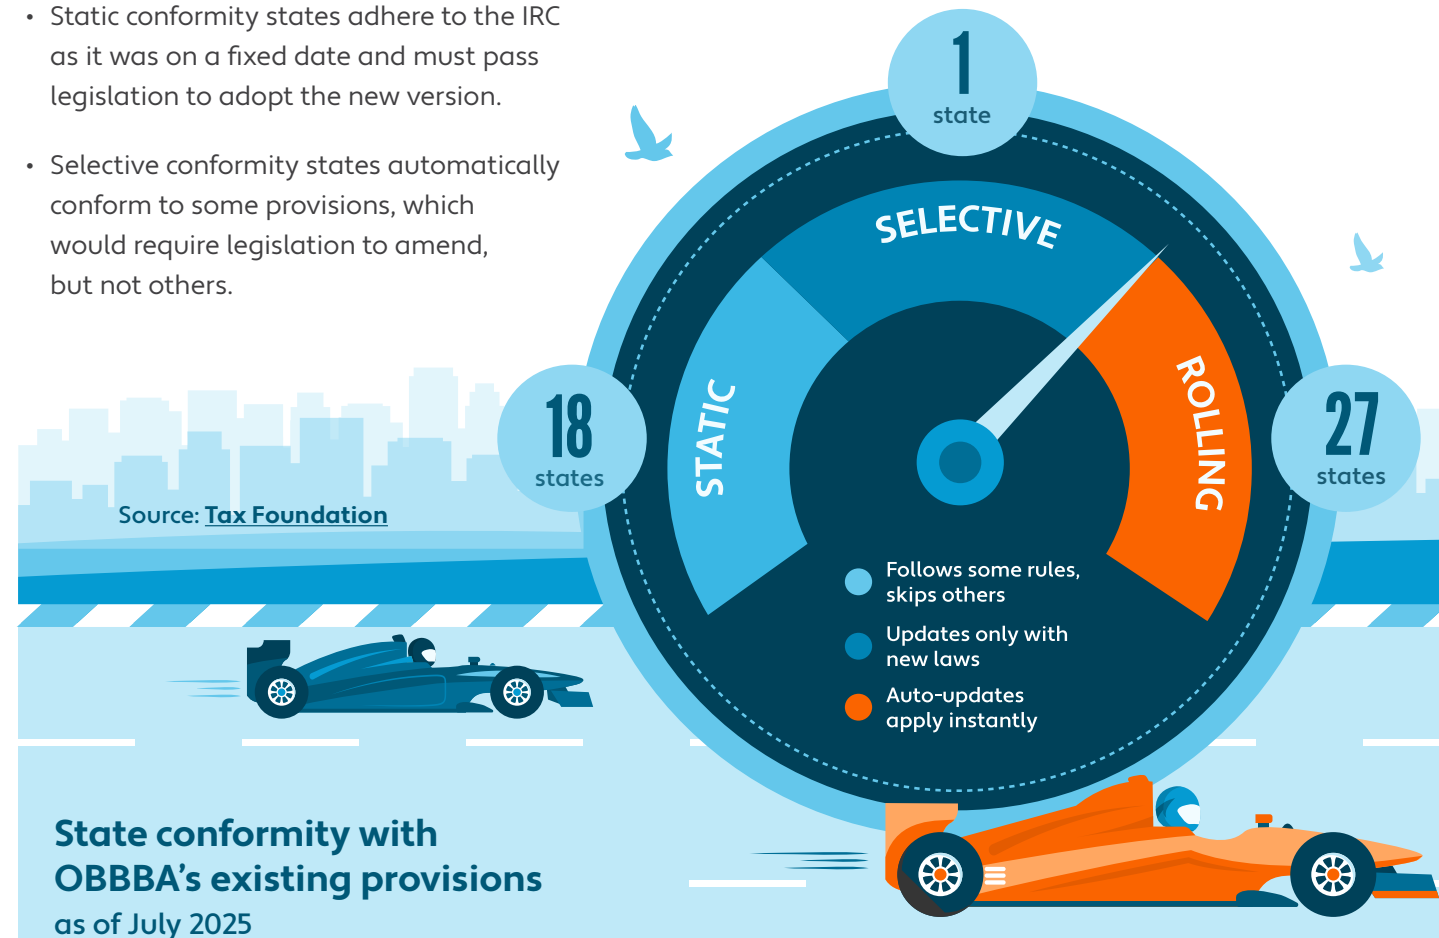 • Static conformity states adhere to the IRC
as it was on a fixed date and must pass
legislation to adopt the new version.
• Selective conformity states automatically
conform to some provisions, which
would require legislation to amend,
but not others.
Source: Tax Foundation
1
state
SELECTIVE
STATIC
ROLLING
18
states
27
states
Follows some rules,
skips others
Updates only with
new laws
Auto-updates
apply instantly
State conformity with
OBBBA’s existing provisions
as of July 2025